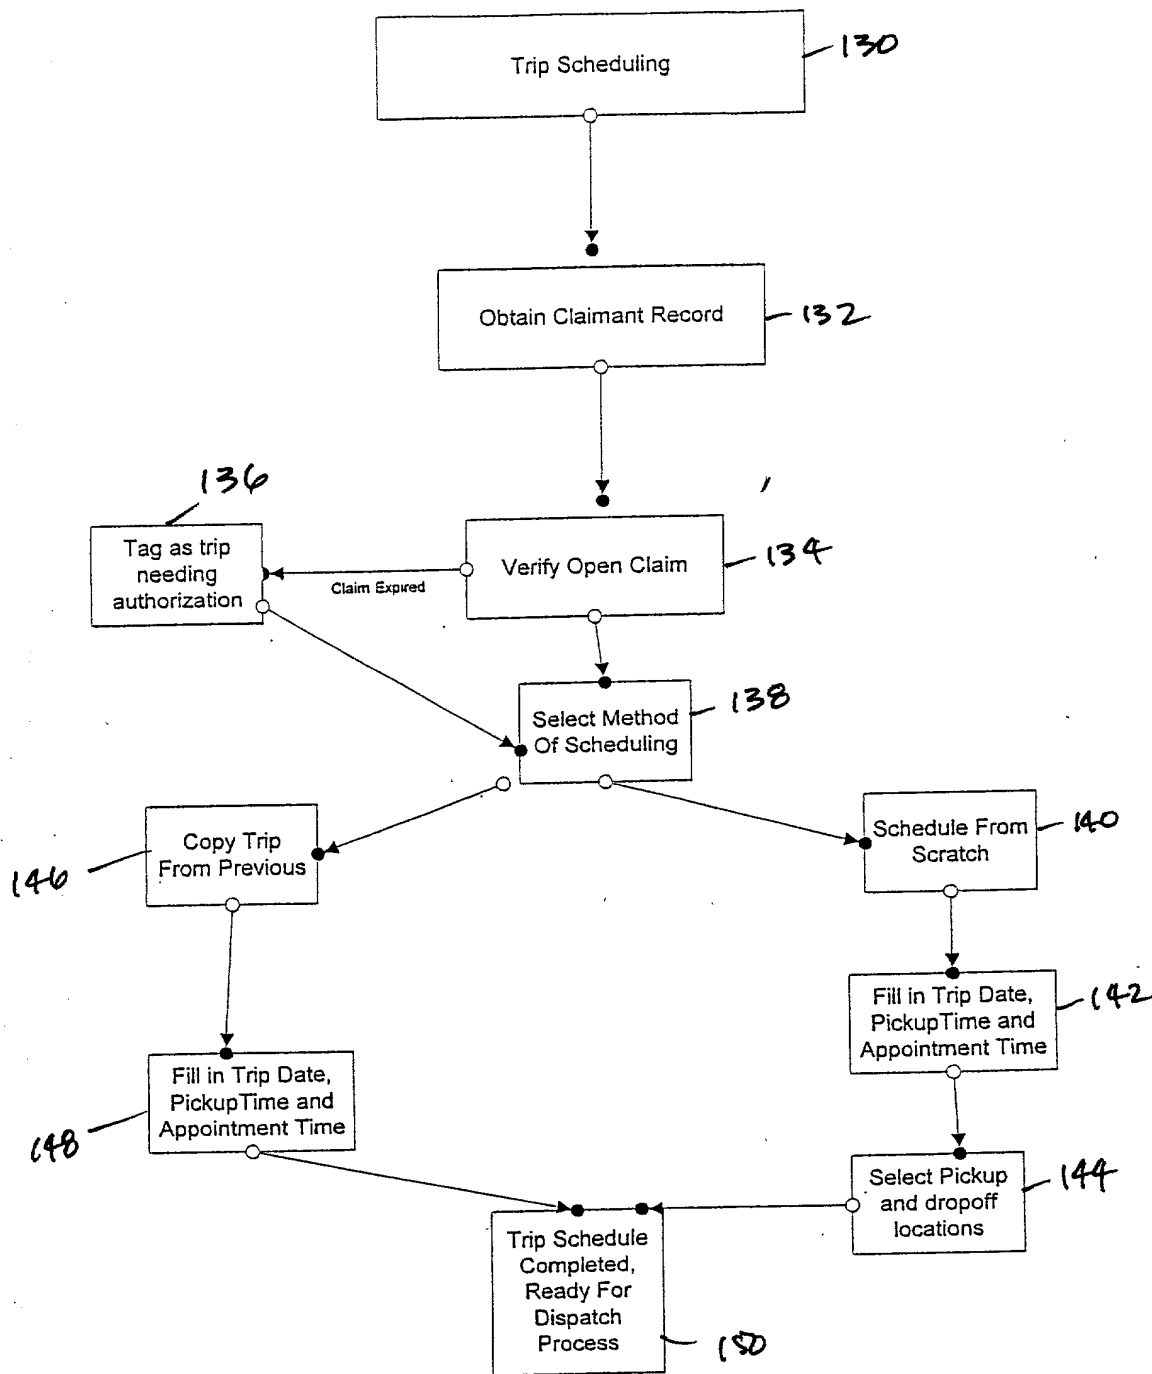 Trip Scheduling
130
Obtain Claimant Record
132
136
Tag as trip
needing
authorization
Claim Expired
Verify Open Claim
134
Select Method
Of Scheduling
138
Copy Trip
From Previous
146
Schedule From
Scratch
140
Fill in Trip Date,
PickupTime and
Appointment Time
142
Fill in Trip Date,
PickupTime and
Appointment Time
148
Select Pickup
and dropoff
locations
144
Trip Schedule
Completed,
Ready For
Dispatch
Process
150